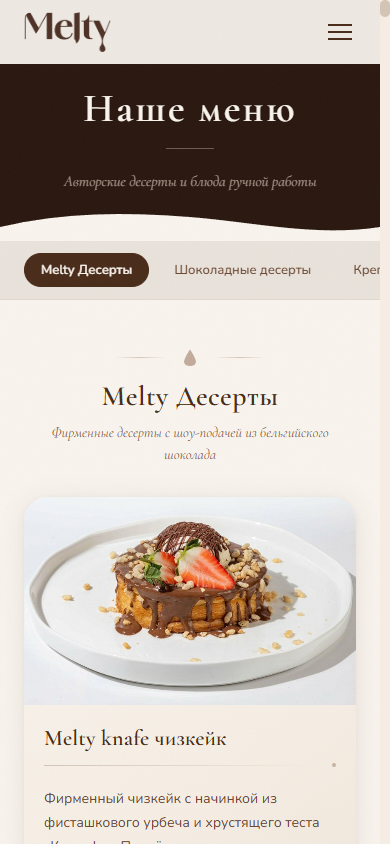 Melty
Наше меню
Авторские десерты и блюда ручной работы
Melty Десерты
Шоколадные десерты
Melty Десерты
Фирменные десерты с шоу-подачей из бельгийского
шоколада
Melty knafe чизкейк
Фирменный чизкейк с начинкой из
фисташкового урбеча и хрустящего теста